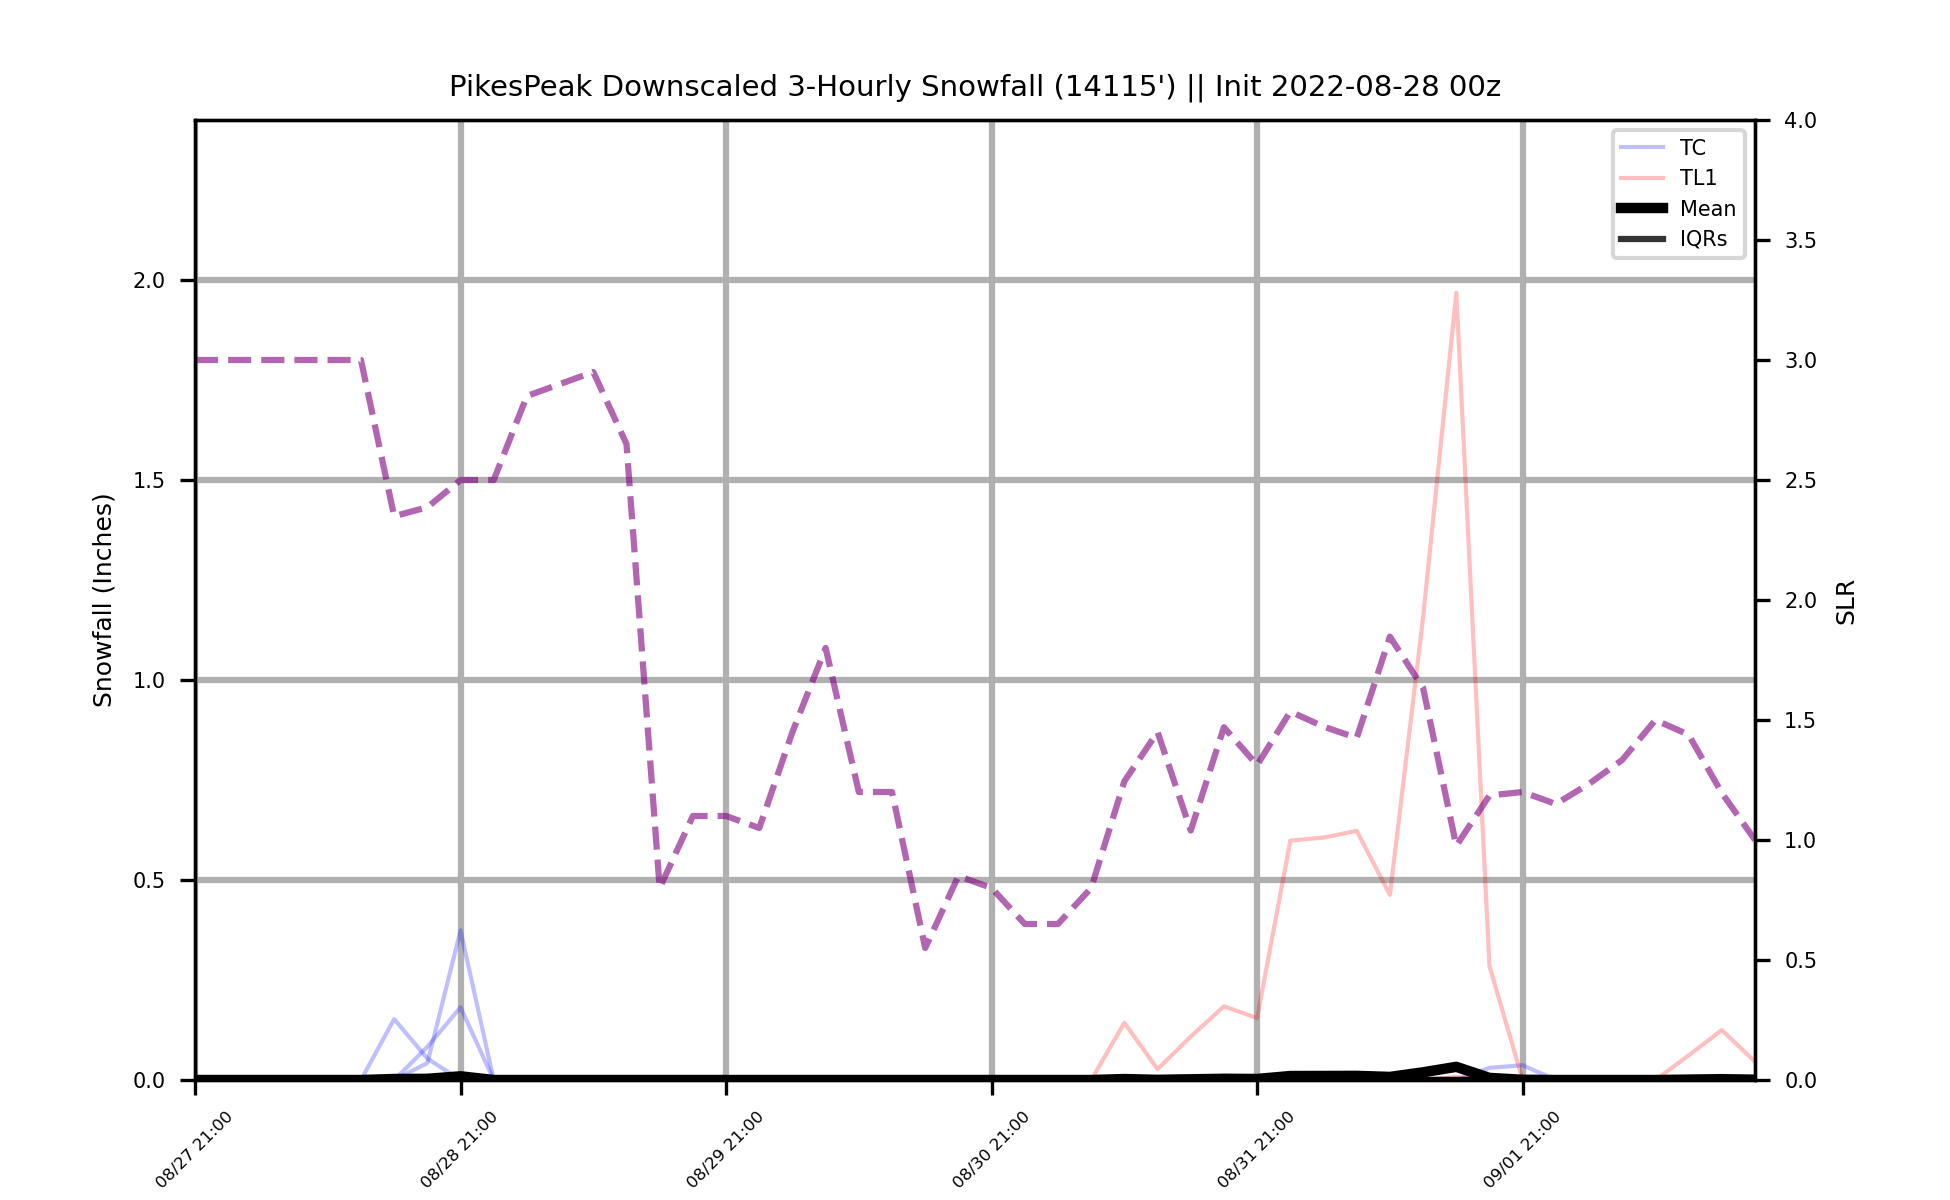 PikesPeak Downscaled 3-Hourly Snowfall (14115') || Init 2022-08-28 00z
TC
TL1
Mean
IQRs
Snowfall (Inches)
2.0
1.5
1.0
0.5
0.0
4.0
3.5
3.0
2.5
2.0
1.5
1.0
0.5
0.0
SLR
08/27 21:00
08/28 21:00
08/29 21:00
08/30 21:00
08/31 21:00
09/01 21:00